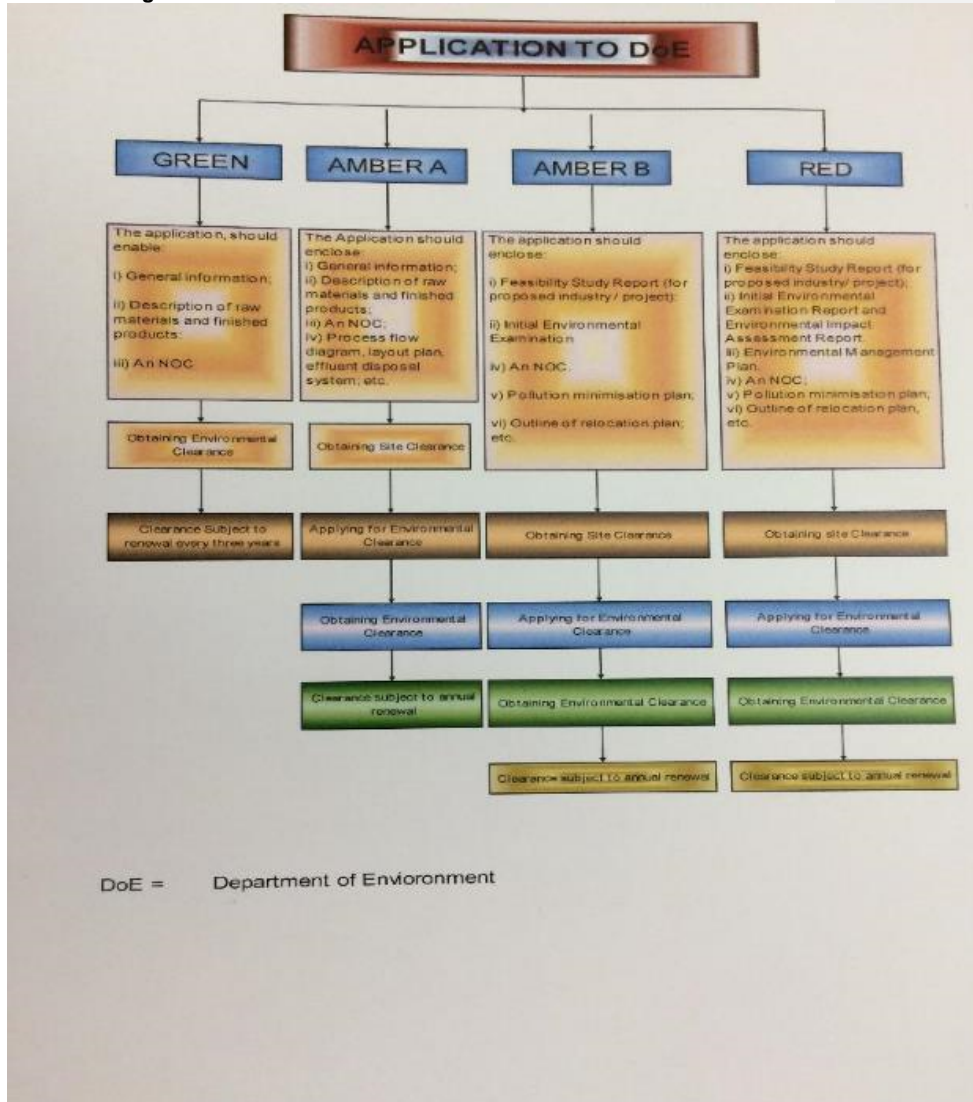 APPLICATION TO DoE
GREEN
AMBER A
AMBER B
RED
The application, should
enable:
i) General information;
ii) Description of raw
materials and finished
products:
iii) An NOC
The Application should
enclose:
i) General information;
ii) Description of raw
materials and finished
products;
iii) An NOC;
iv) Process flow
diagram, layout plan,
effluent disposal
system; etc.
The application should
enclose:
i) Feasibility Study Report (for
proposed industry/ project);
ii) Initial Environmental
Examination
iv) An NOC.
v) Pollution minimisation plan;
vi) Outline of relocation plan;
etc.
The application should
enclose:
i) Feasibility Study Report (for
proposed industry/ project);
ii) Initial Environmental
Examination Report and
Environmental Impact
Assessment Report.
iii) Environmental Management
Plan.
iv) An NOC;
v) Pollution minimisation plan;
vi) Outline of relocation plan,
etc.
Obtaining Environmental
Clearance
Obtaining Site Clearance
Clearance Subject to
renewal every three years
Applying for Environmental
Clearance
Obtaining Site Clearance
Obtaining site Clearance
Obtaining Environmental
Clearance
Applying for Environmental
Clearance
Applying for Environmental
Clearance
Clearance subject to annual
renewal
Obtaining Environmental Clearance
Obtaining Environmental Clearance
Clearance subject to annual renewal
Clearance subject to annual renewal
DoE = Department of Envioronment